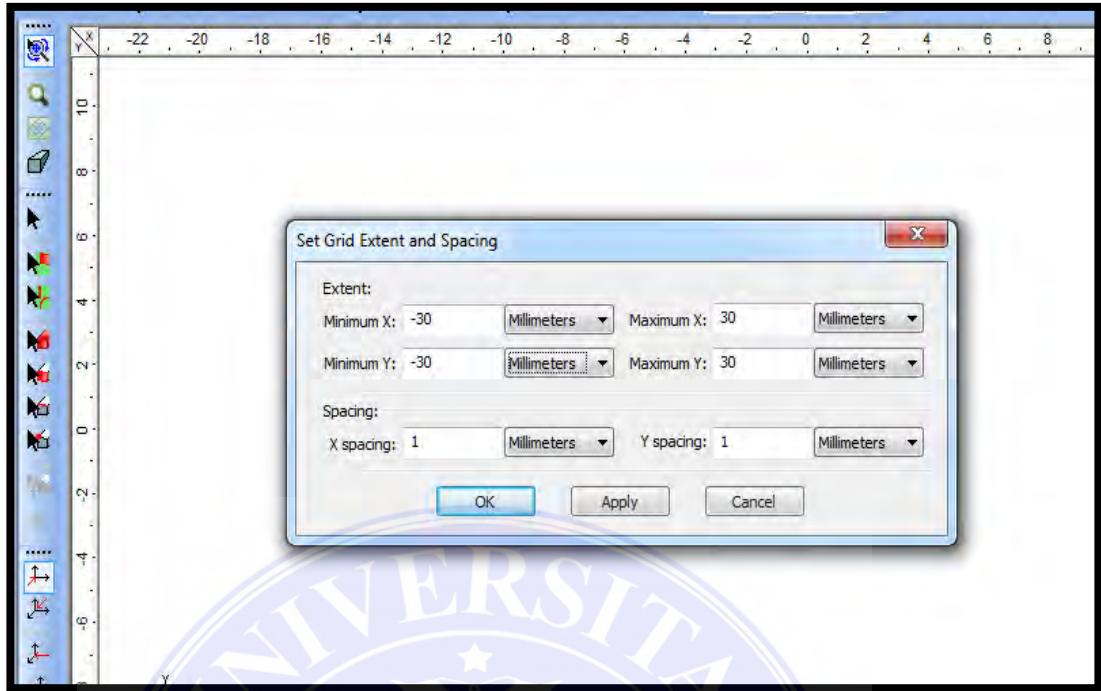 Y X -22 -20 -18 -16 -14 -12 -10 -8 -6 -4 -2 0 2 4 6 8
10
8
6
4
2
0
-2
-4
-6
Set Grid Extent and Spacing
Extent:
Minimum X: -30 Millimeters Maximum X: 30 Millimeters
Minimum Y: -30 Millimeters Maximum Y: 30 Millimeters
Spacing:
X spacing: 1 Millimeters Y spacing: 1 Millimeters
OK Apply Cancel
NIVERSITA
Y